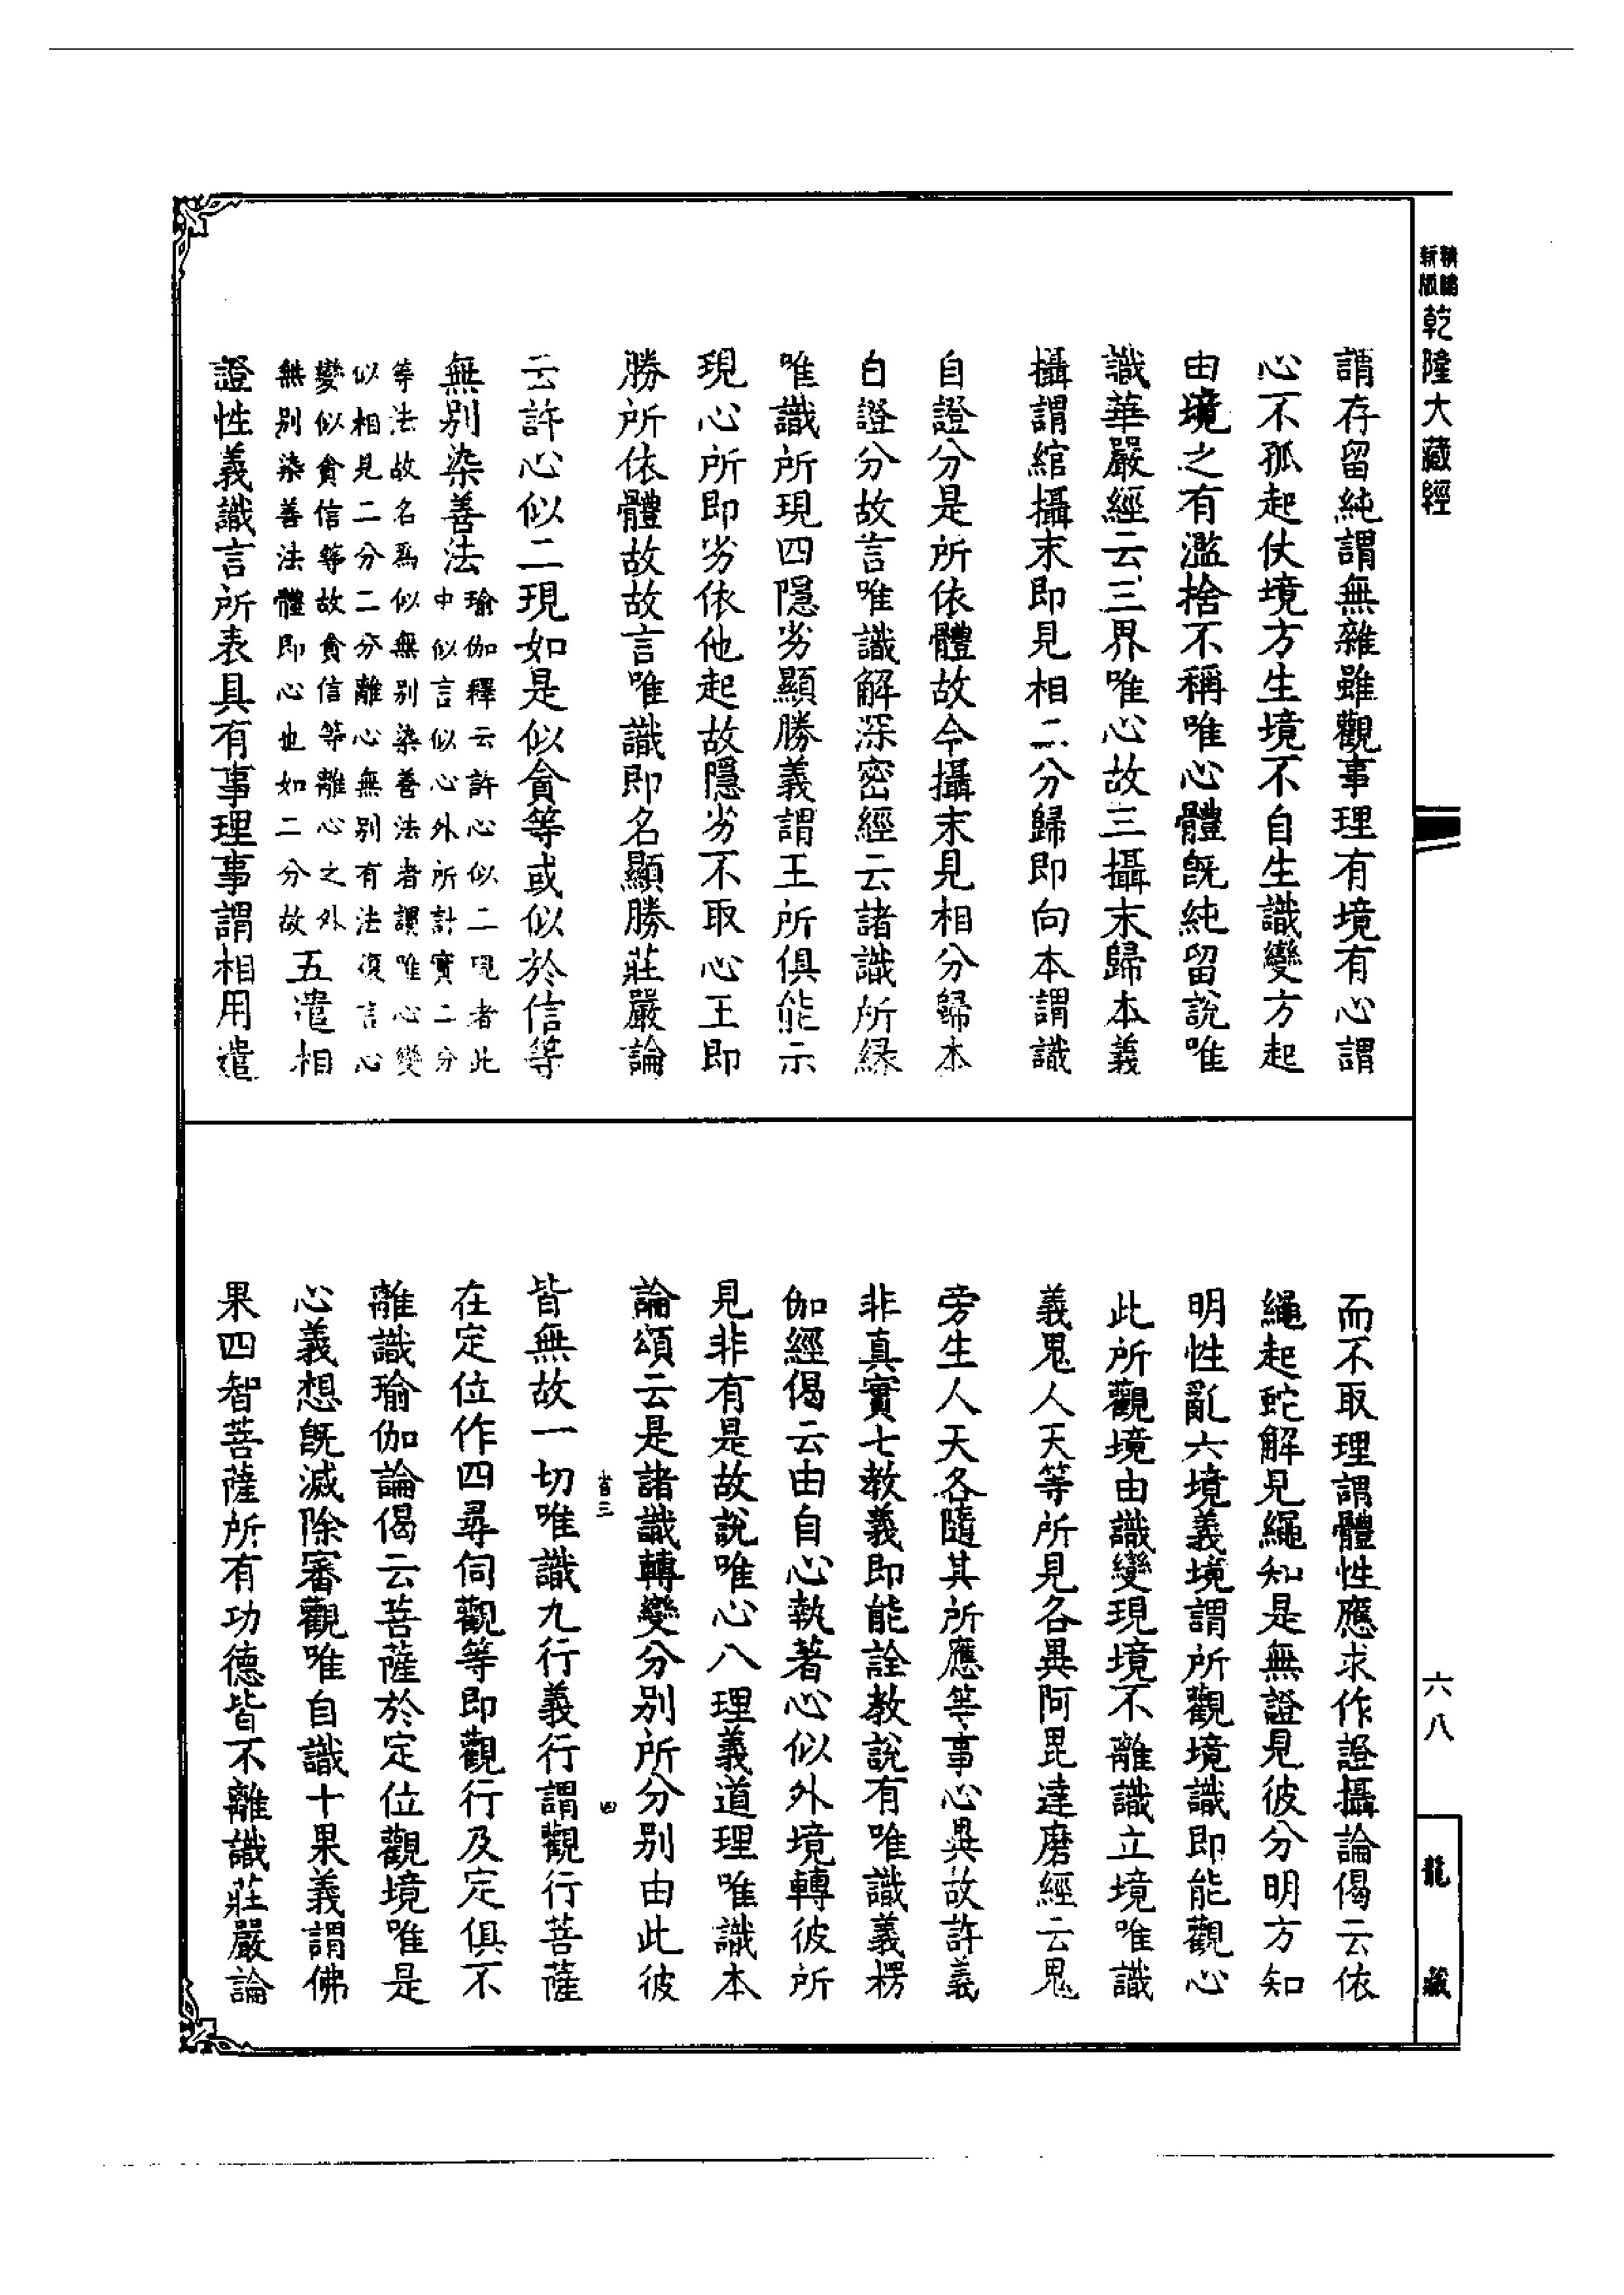 新版
乾隆大藏經
謂存留純謂無雜雖觀事理有境有心謂
心不孤起仗境方生境不自生識變方起
由境之有濫捨不稱唯心體旣純留說唯
識華嚴經云三界唯心故三攝末歸本義
攝謂綰攝末即見相二分歸即向本謂識
自證分是所依體故今攝末見相分歸本
自證分故言唯識解深密經云諸識所緣
唯識所現四隱劣顯勝義謂王所俱能示
現心所即劣依他起故隱劣不取心王即
勝所依體故故言唯識即名顯勝莊嚴論
云許心似二現如是似貪等或似於信等
無別染善法瑜伽釋云許心似二現者此
中似言似心外所計實二分
等法故名爲似無別染善法者謂唯心變
似相見二分二分離心無別有法復言心
變似貪信等故貪信等離心之外
無別染善法體即心也如二分故五遣相
證性義識言所表具有事理事謂相用遣
而不取理謂體性應求作證攝論偈云依
繩起蛇解見繩知是無證見彼分明方知
明性亂六境義境謂所觀境識即能觀心
此所觀境由識變現境不離識立境唯識
義鬼人天等所見各異阿毘達磨經云鬼
旁生人天各隨其所應等事心異故許義
非真實七教義即能詮教說有唯識義楞
伽經偈云由自心執著心似外境轉彼所
見非有是故說唯心八理義道理唯識本
論頌云是諸識轉變分別所分別由此彼
皆無故一切唯識九行義行謂觀行菩薩
在定位作四尋伺觀等即觀行及定俱不
離識瑜伽論偈云菩薩於定位觀境唯是
心義想旣滅除審觀唯自識十果義謂佛
果四智菩薩所有功德皆不離識莊嚴論
六八
龍藏